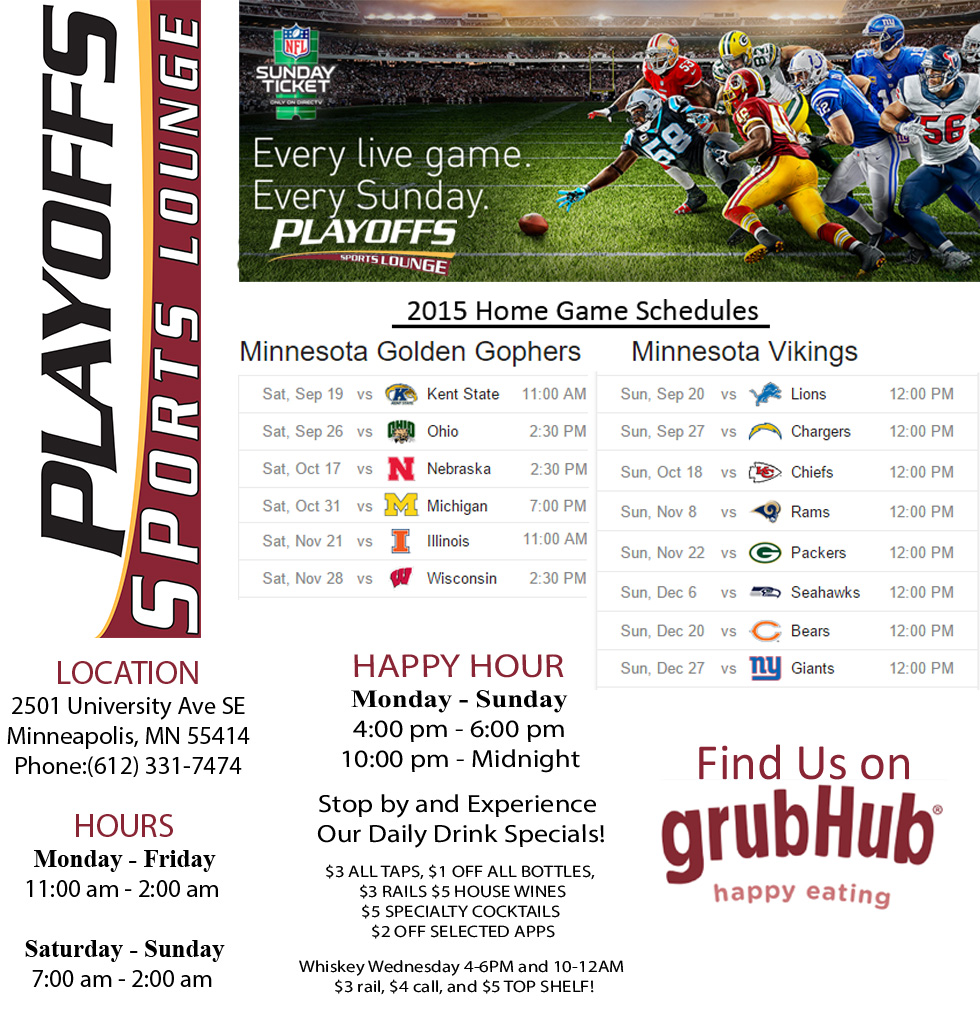 PLAYOFFS
SPORTS LOUNGE
NFL
SUNDAY
TICKET
ONLY ON DIRECTV
Every live game.
Every Sunday.
PLAYOFFS
SPORTS LOUNGE
53
82
58
12
56
2015 Home Game Schedules
Minnesota Golden Gophers
Sat, Sep 19 vs Kent State 11:00 AM
Sat, Sep 26 vs OHIO Ohio 2:30 PM
Sat, Oct 17 vs N Nebraska 2:30 PM
Sat, Oct 31 vs M Michigan 7:00 PM
Sat, Nov 21 vs I Illinois 11:00 AM
Sat, Nov 28 vs W Wisconsin 2:30 PM
Minnesota Vikings
Sun, Sep 20 vs Lions 12:00 PM
Sun, Sep 27 vs Chargers 12:00 PM
Sun, Oct 18 vs KC Chiefs 12:00 PM
Sun, Nov 8 vs Rams 12:00 PM
Sun, Nov 22 vs G Packers 12:00 PM
Sun, Dec 6 vs Seahawks 12:00 PM
Sun, Dec 20 vs C Bears 12:00 PM
Sun, Dec 27 vs ny Giants 12:00 PM
LOCATION
2501 University Ave SE
Minneapolis, MN 55414
Phone:(612) 331-7474
HOURS
Monday - Friday
11:00 am - 2:00 am
Saturday - Sunday
7:00 am - 2:00 am
HAPPY HOUR
Monday - Sunday
4:00 pm - 6:00 pm
10:00 pm - Midnight
Stop by and Experience
Our Daily Drink Specials!
$3 ALL TAPS, $1 OFF ALL BOTTLES,
$3 RAILS $5 HOUSE WINES
$5 SPECIALTY COCKTAILS
$2 OFF SELECTED APPS
Whiskey Wednesday 4-6PM and 10-12AM
$3 rail, $4 call, and $5 TOP SHELF!
Find Us on
grubHub®
happy eating